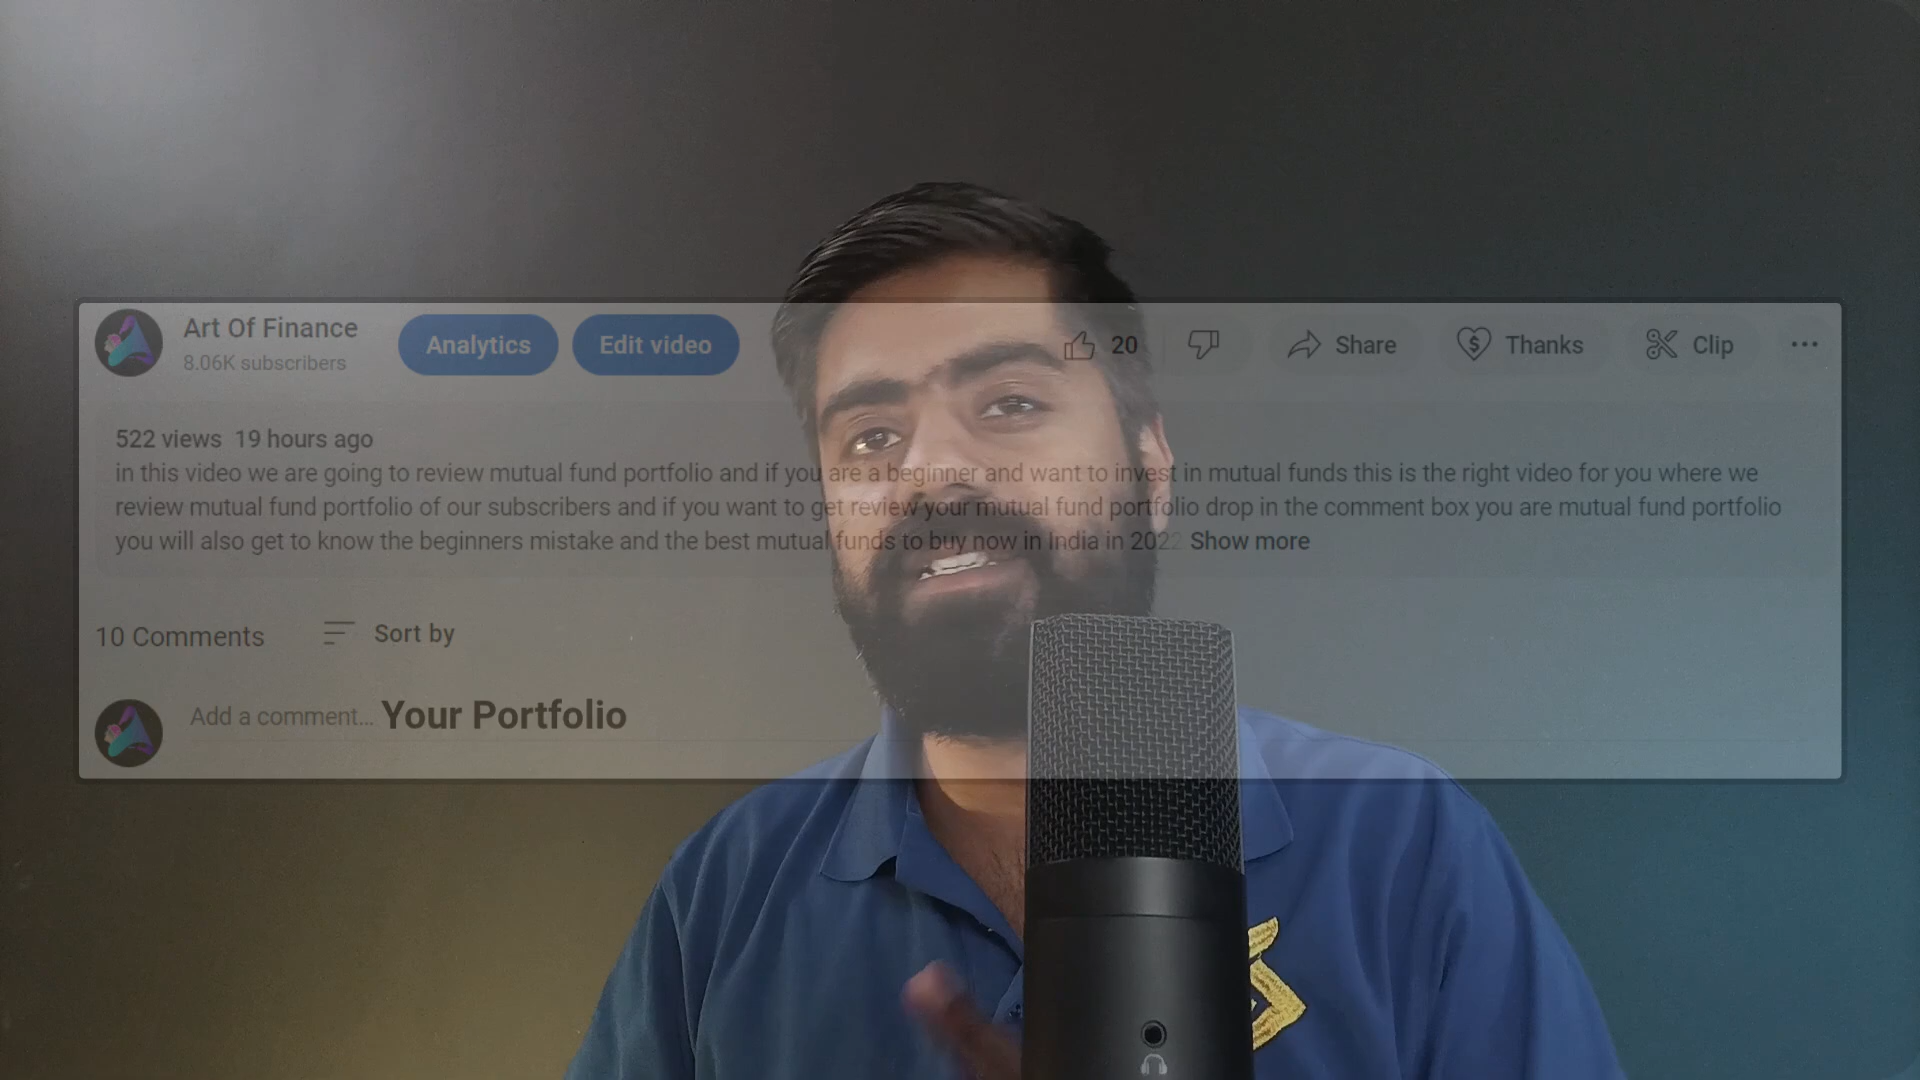 Art Of Finance
8.06K subscribers
Analytics
Edit video
20
Share
Thanks
Clip
522 views 19 hours ago
in this video we are going to review mutual fund portfolio and if you are a beginner and want to invest in mutual funds this is the right video for you where we
review mutual fund portfolio of our subscribers and if you want to get review your mutual fund portfolio drop in the comment box you are mutual fund portfolio
you will also get to know the beginners mistake and the best mutual funds to buy now in India in 2022 Show more
10 Comments
Sort by
Add a comment... Your Portfolio